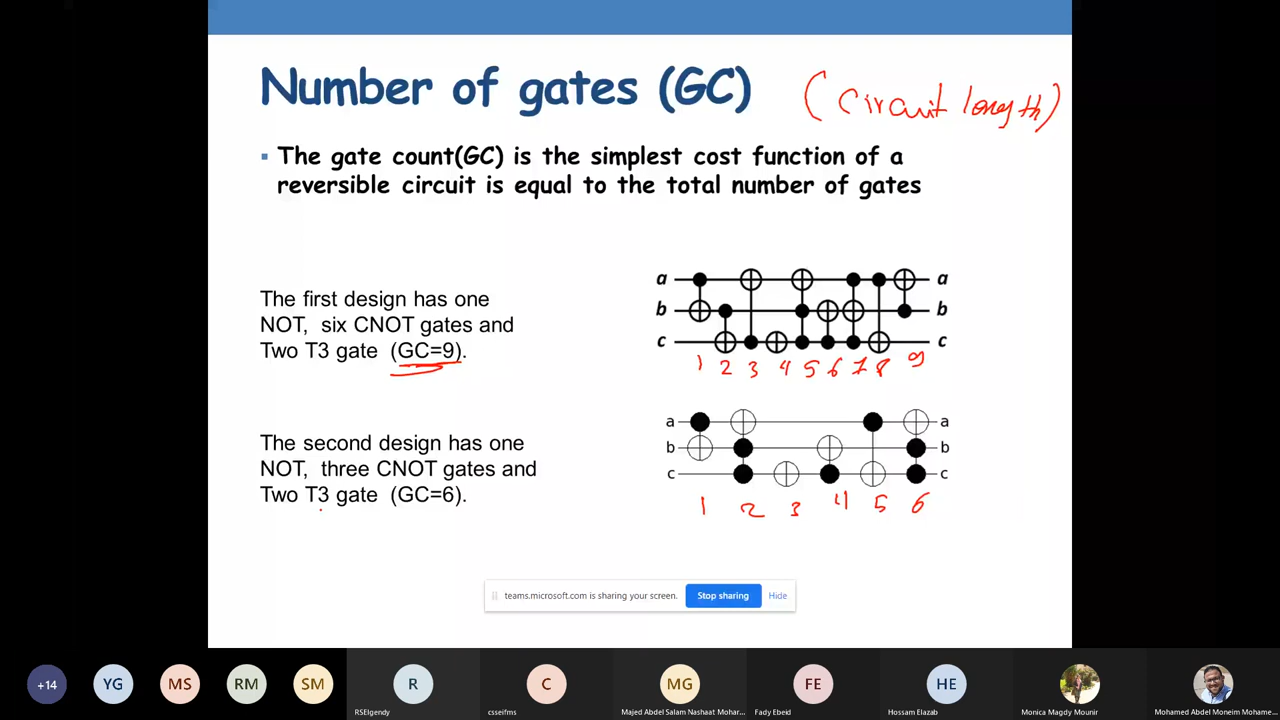 Number of gates (GC) (circuit length)
▪ The gate count(GC) is the simplest cost function of a
reversible circuit is equal to the total number of gates
The first design has one
NOT, six CNOT gates and
Two T3 gate (GC=9).
a a
b b
c c
1 2 3 4 5 6 7 8 9
The second design has one
NOT, three CNOT gates and
Two T3 gate (GC=6).
a a
b b
c c
1 2 3 4 5 6
teams.microsoft.com is sharing your screen. Stop sharing Hide
+14 YG MS RM SM R C MG FE HE
RSElgendy csseifms Majed Abdel Salam Nashaat Mohar... Fady Ebeid Hossam Elazab Monica Magdy Mounir Mohamed Abdel Moneim Mohame...